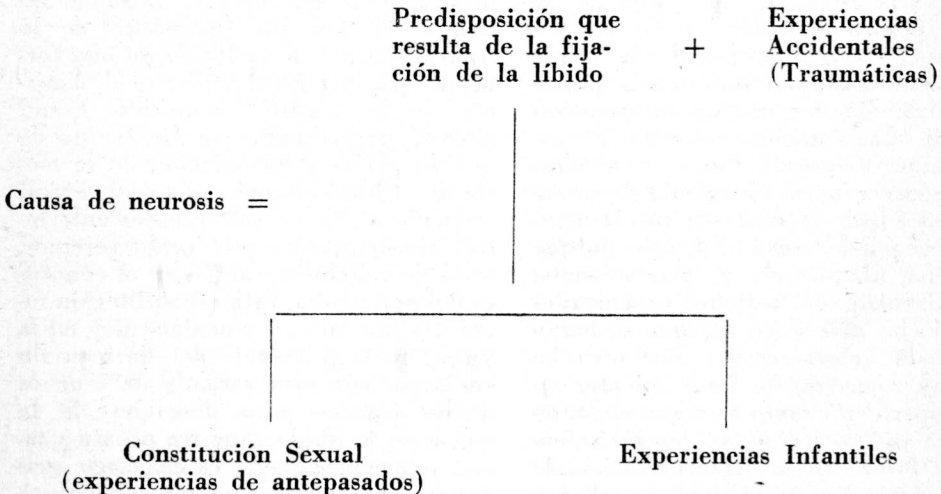 Predisposición que
resulta de la fija-
ción de la líbido
+
Experiencias
Accidentales
(Traumáticas)
Causa de neurosis =
Constitución Sexual
(experiencias de antepasados)
Experiencias Infantiles